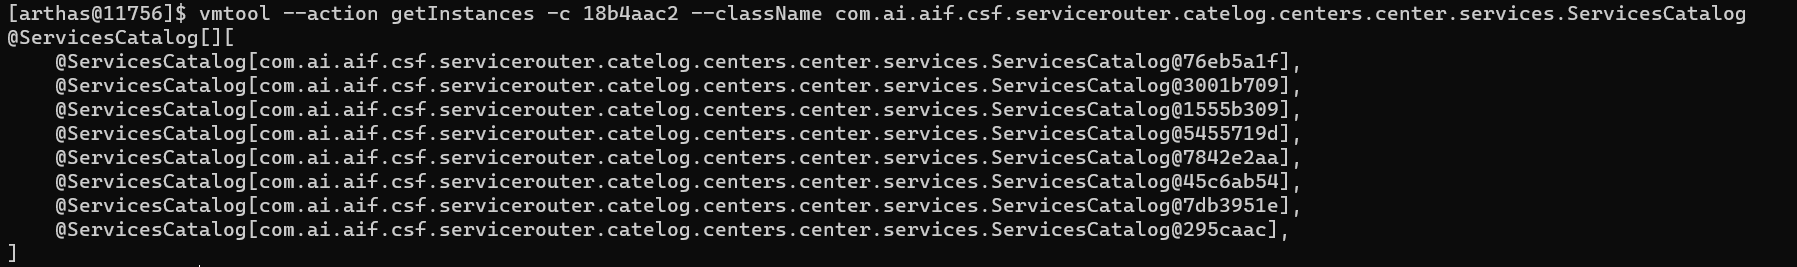 [arthas@11756]$ vmtool --action getInstances -c 18b4aac2 --className com.ai.aif.csf.servicerouter.catelog.centers.center.services.ServicesCatalog
@ServicesCatalog[][
    @ServicesCatalog[com.ai.aif.csf.servicerouter.catelog.centers.center.services.ServicesCatalog@76eb5a1f],
    @ServicesCatalog[com.ai.aif.csf.servicerouter.catelog.centers.center.services.ServicesCatalog@3001b709],
    @ServicesCatalog[com.ai.aif.csf.servicerouter.catelog.centers.center.services.ServicesCatalog@1555b309],
    @ServicesCatalog[com.ai.aif.csf.servicerouter.catelog.centers.center.services.ServicesCatalog@5455719d],
    @ServicesCatalog[com.ai.aif.csf.servicerouter.catelog.centers.center.services.ServicesCatalog@7842e2aa],
    @ServicesCatalog[com.ai.aif.csf.servicerouter.catelog.centers.center.services.ServicesCatalog@45c6ab54],
    @ServicesCatalog[com.ai.aif.csf.servicerouter.catelog.centers.center.services.ServicesCatalog@7db3951e],
    @ServicesCatalog[com.ai.aif.csf.servicerouter.catelog.centers.center.services.ServicesCatalog@295caac],
]